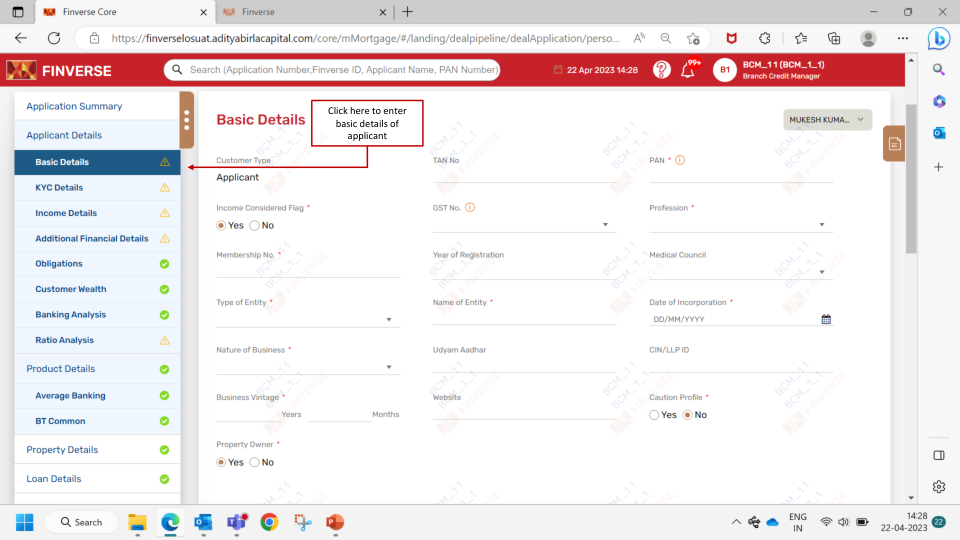 Finverse Core
Finverse
https://finverselosuat.adityabirlacapital.com/core/mMortgage/#/landing/dealpipeline/dealApplication/perso...
FINVERSE
Search (Application Number,Finverse ID, Applicant Name, PAN Number)
22 Apr 2023 14:28
99+
B1
BCM_11 (BCM_1_1)
Branch Credit Manager
Application Summary
Applicant Details
Basic Details
KYC Details
Income Details
Additional Financial Details
Obligations
Customer Wealth
Banking Analysis
Ratio Analysis
Product Details
Average Banking
BT Common
Property Details
Loan Details
Basic Details
Click here to enter
basic details of
applicant
MUKESH KUMA...
Customer Type
Applicant
TAN No
PAN *
Income Considered Flag *
Yes No
GST No.
Profession *
Membership No. *
Year of Registration
Medical Council
Type of Entity *
Name of Entity *
Date of Incorporation *
DD/MM/YYYY
Nature of Business *
Udyam Aadhar
CIN/LLP ID
Business Vintage *
Years Months
Website
Caution Profile *
Yes No
Property Owner *
Yes No
BCM_11
BCM_1_1
FINVERSE
Search
ENG
IN
14:28
22-04-2023
22